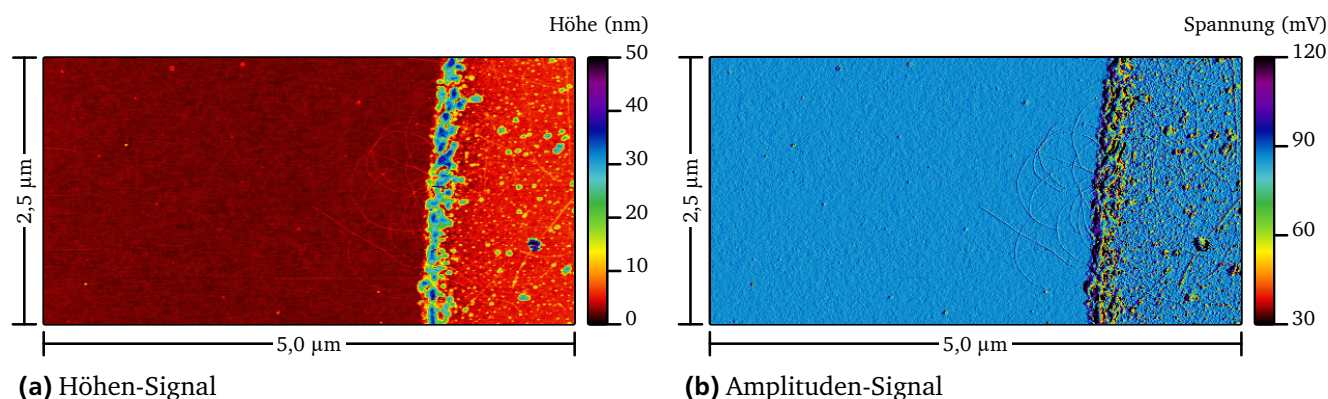 Höhe (nm)
50
40
30
20
10
0
2,5 µm
5,0 µm
(a) Höhen-Signal
Spannung (mV)
120
90
60
30
2,5 µm
5,0 µm
(b) Amplituden-Signal